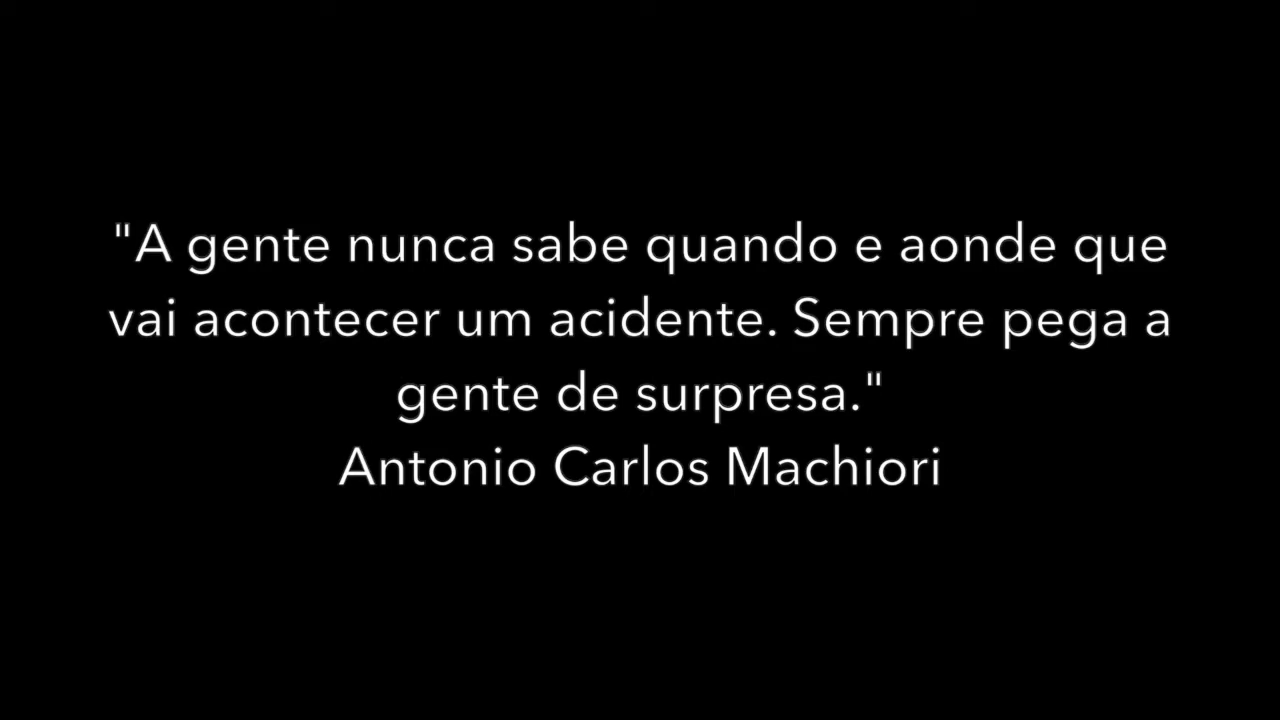 "A gente nunca sabe quando e aonde que
vai acontecer um acidente. Sempre pega a
gente de surpresa."
Antonio Carlos Machiori